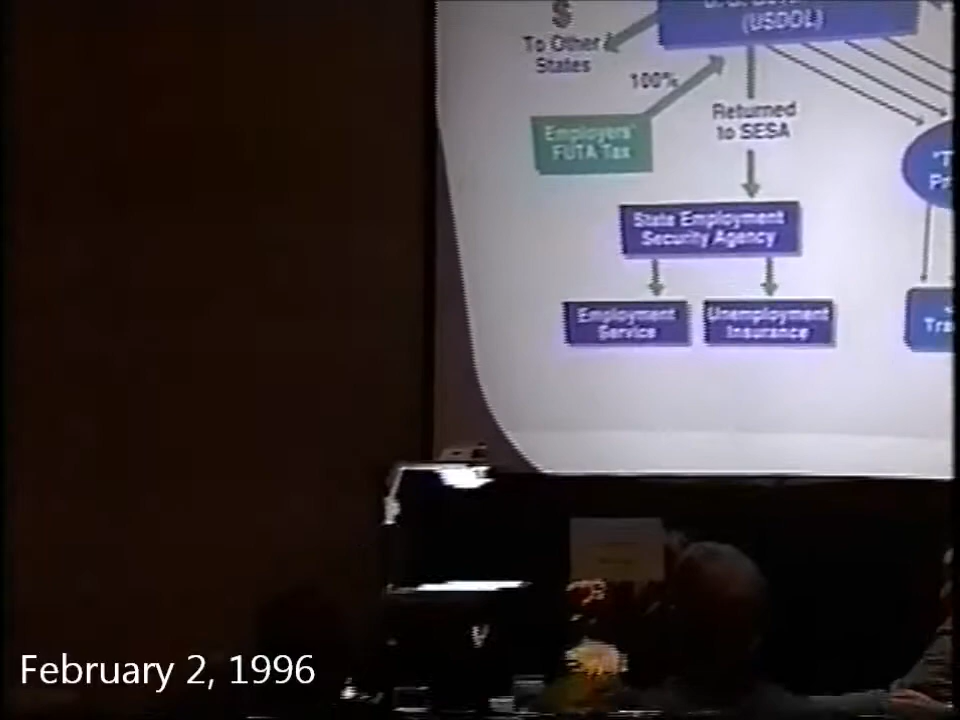 $
(USDOL)
To Other
States
100%
Employers'
FUTA Tax
Returned
to SESA
State Employment
Security Agency
Employment
Service
Unemployment
Insurance
February 2, 1996